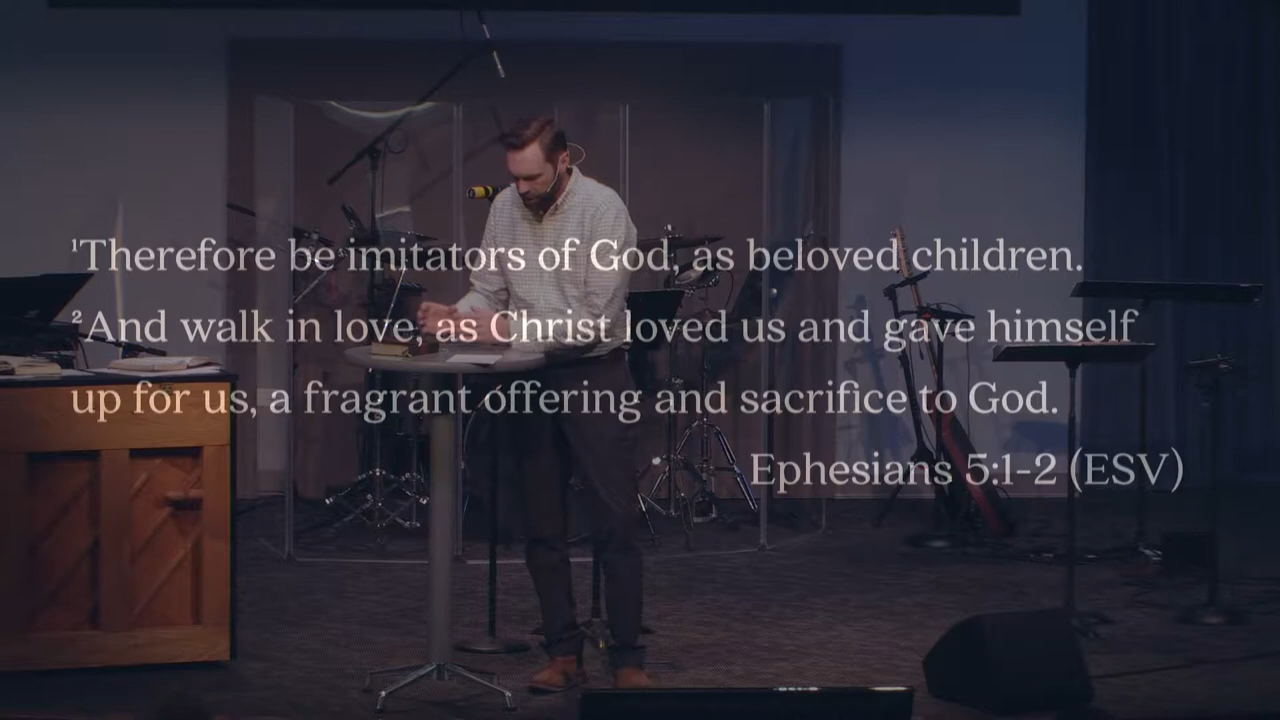 ¹Therefore be imitators of God, as beloved children.
²And walk in love, as Christ loved us and gave himself
up for us, a fragrant offering and sacrifice to God.
Ephesians 5:1-2 (ESV)